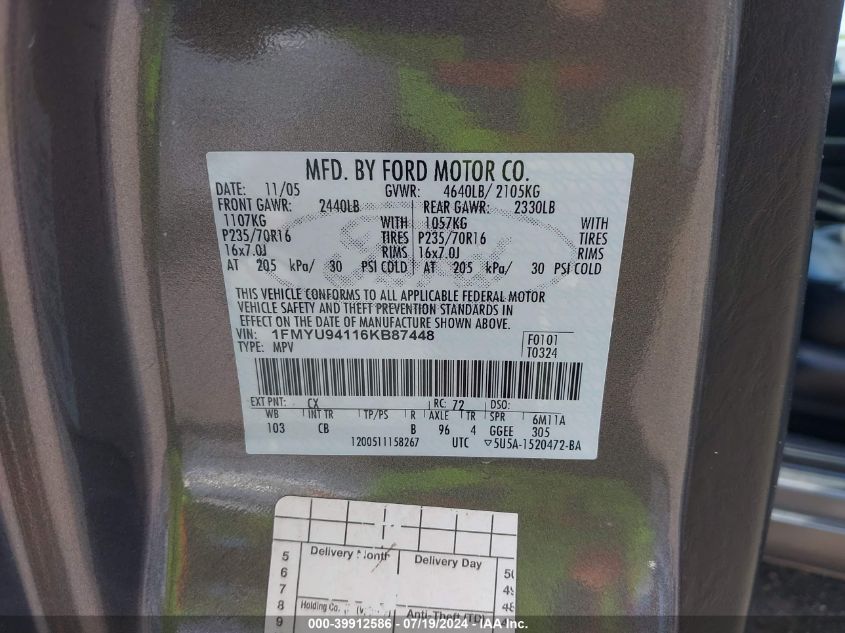 MFD. BY FORD MOTOR CO.
DATE: 11/05 GVWR: 4640LB/ 2105KG
FRONT GAWR: 2440LB REAR GAWR: 2330LB
1107KG WITH 1057KG WITH
P235/70R16 TIRES P235/70R16 TIRES
16x7.0J RIMS 16x7.0J RIMS
AT 205 kPa/ 30 PSI COLD AT 205 kPa/ 30 PSI COLD
THIS VEHICLE CONFORMS TO ALL APPLICABLE FEDERAL MOTOR
VEHICLE SAFETY AND THEFT PREVENTION STANDARDS IN
EFFECT ON THE DATE OF MANUFACTURE SHOWN ABOVE.
VIN: 1FMYU94116KB87448 F0101
TYPE: MPV T0324
EXT PNT: CX RC: 72 DSO:
WB INT TR TP/PS R AXLE TR SPR 6M11A
103 CB B 96 4 GGEE 305
1200511158267 UTC 5U5A-1520472-BA
5 Delivery Month Delivery Day
6
7
8 Holding Co. Anti-Theft (TD) 48
9
000-39912586 - 07/19/2024 - IAA Inc.